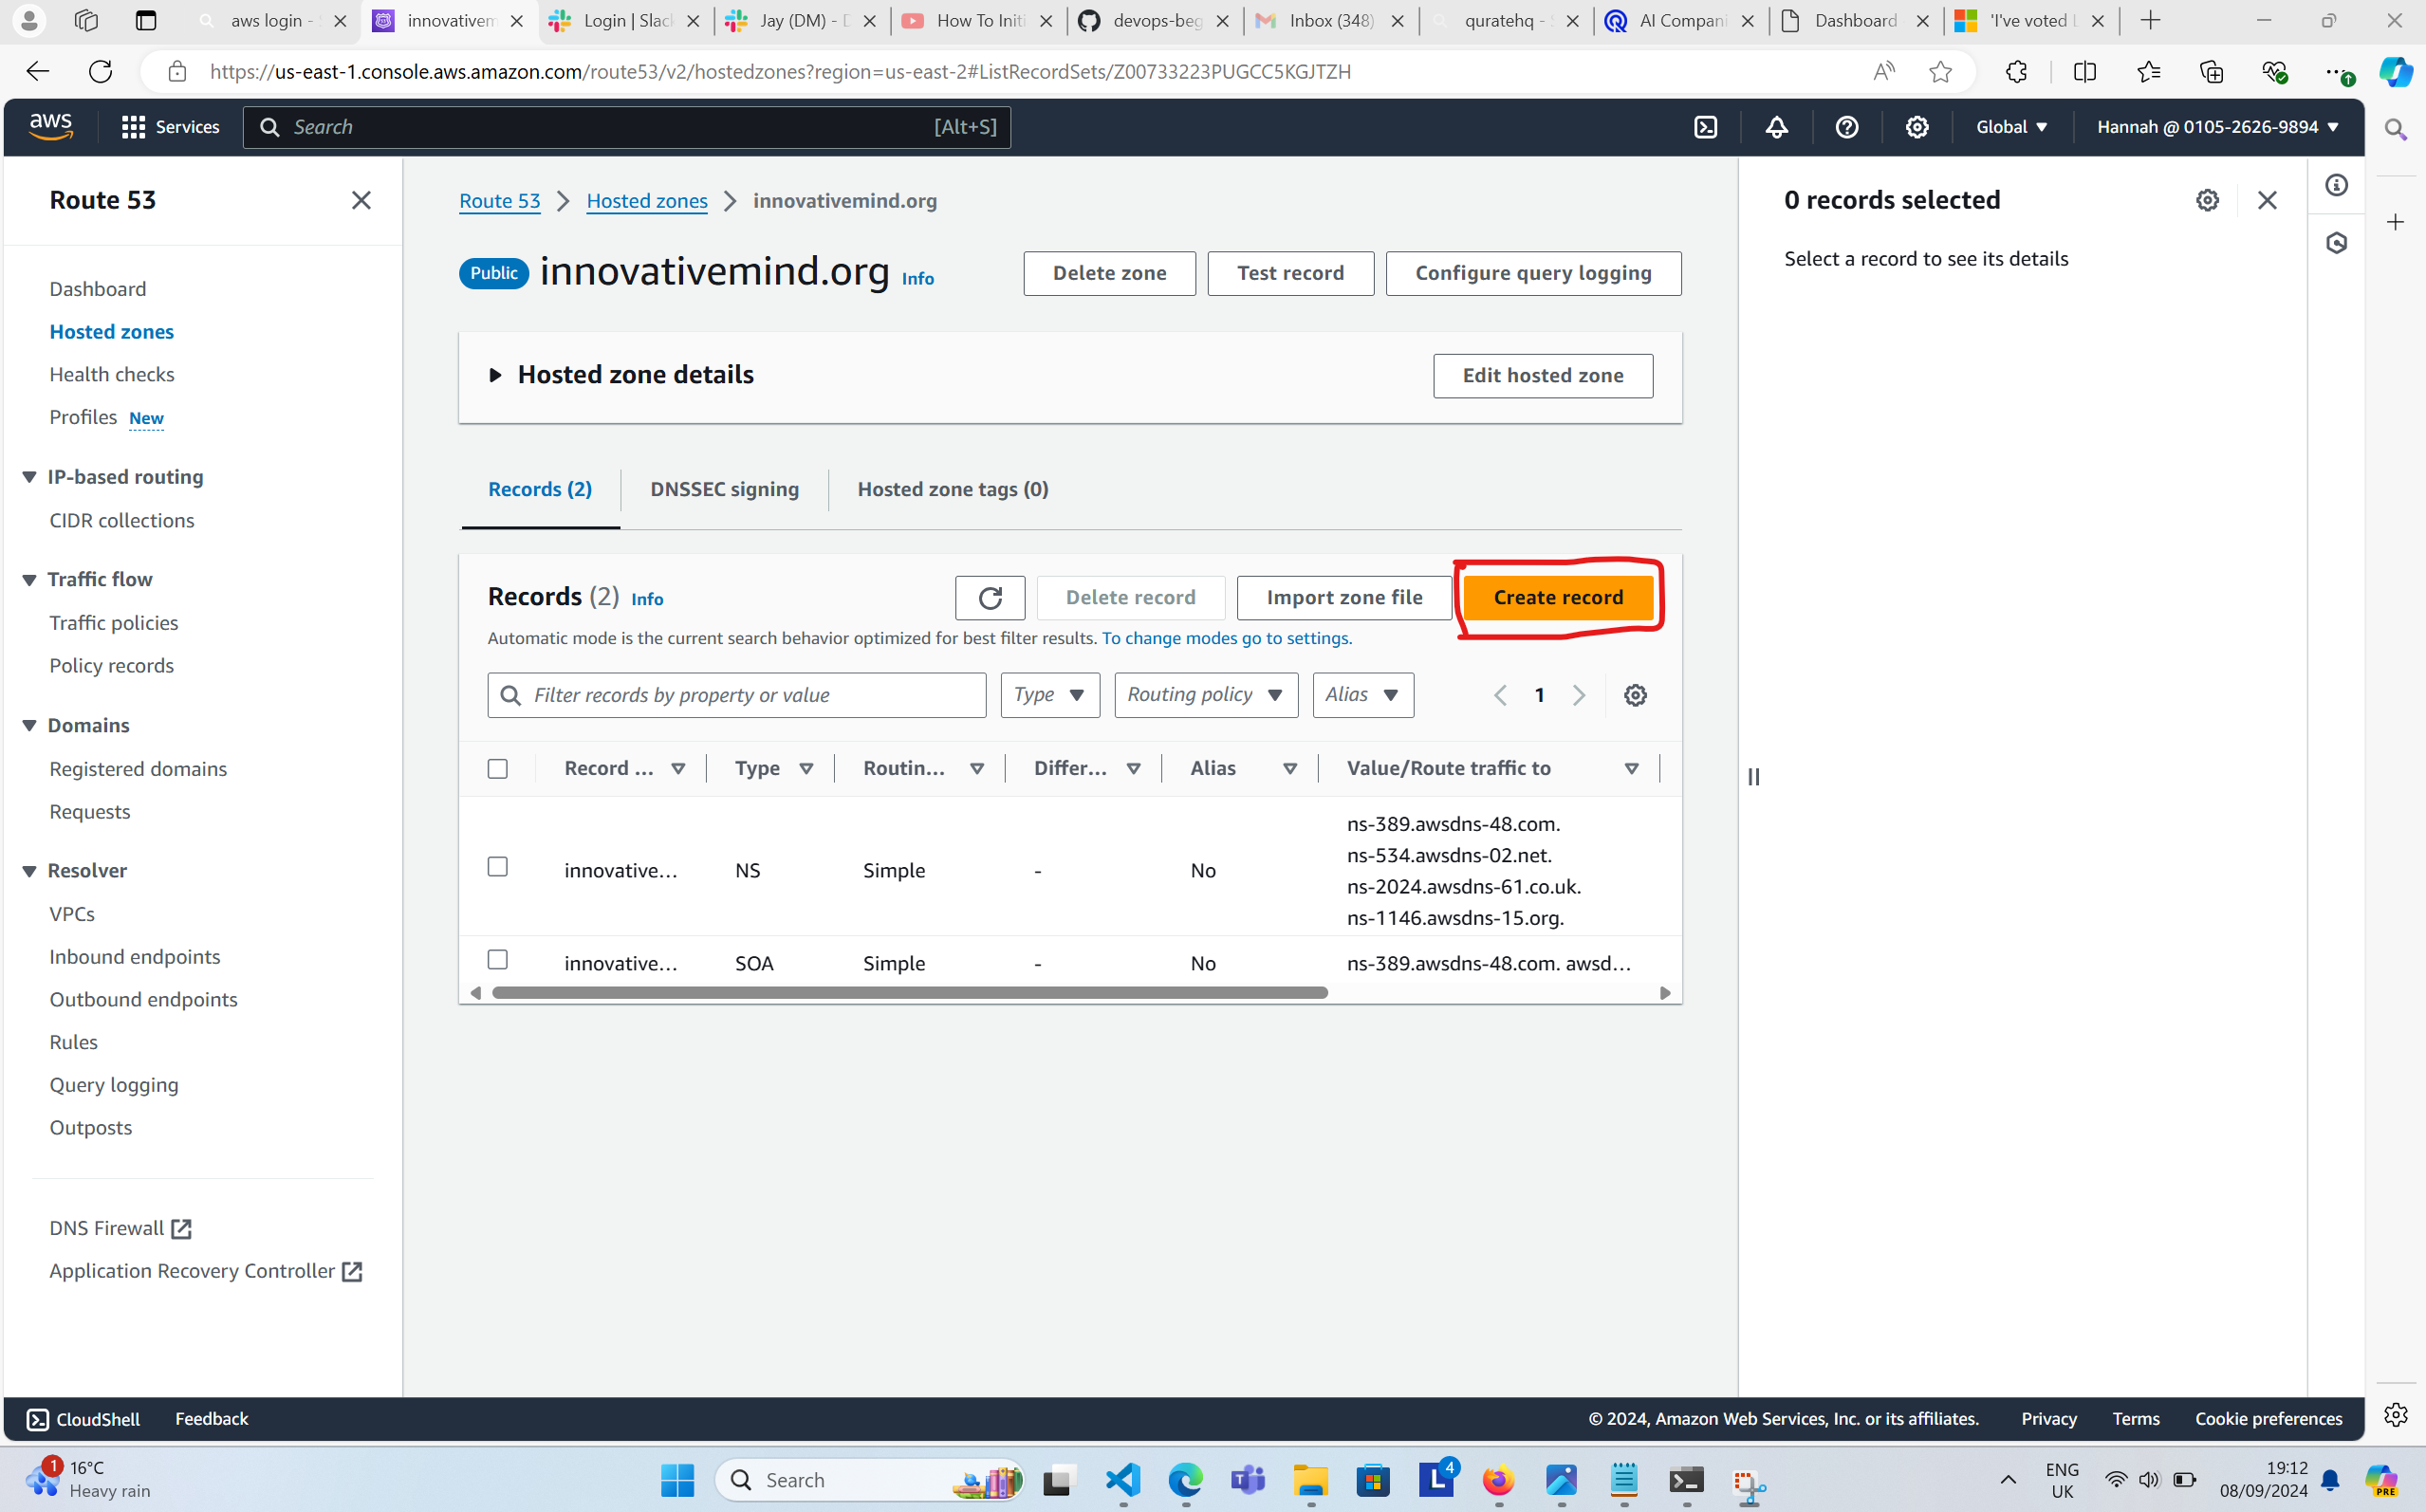 aws login - S
innovativem
Login | Slack
Jay (DM) - D
How To Initi
devops-beg
Inbox (348)
quratehq - S
AI Compani
Dashboard
'I've voted L
https://us-east-1.console.aws.amazon.com/route53/v2/hostedzones?region=us-east-2#ListRecordSets/Z00733223PUGCC5KGJTZH
aws
Services
Search
[Alt+S]
Global
Hannah @ 0105-2626-9894
Route 53
Dashboard
Hosted zones
Health checks
Profiles New
IP-based routing
CIDR collections
Traffic flow
Traffic policies
Policy records
Domains
Registered domains
Requests
Resolver
VPCs
Inbound endpoints
Outbound endpoints
Rules
Query logging
Outposts
DNS Firewall
Application Recovery Controller
Route 53 Hosted zones innovativemind.org
Public innovativemind.org Info
Delete zone
Test record
Configure query logging
Hosted zone details
Edit hosted zone
Records (2)
DNSSEC signing
Hosted zone tags (0)
Records (2) Info
Delete record
Import zone file
Create record
Automatic mode is the current search behavior optimized for best filter results. To change modes go to settings.
Filter records by property or value
Type
Routing policy
Alias
1
Record ... Type Routin... Differ... Alias Value/Route traffic to
innovative... NS Simple - No
ns-389.awsdns-48.com.
ns-534.awsdns-02.net.
ns-2024.awsdns-61.co.uk.
ns-1146.awsdns-15.org.
innovative... SOA Simple - No ns-389.awsdns-48.com. awsd...
0 records selected
Select a record to see its details
CloudShell
Feedback
© 2024, Amazon Web Services, Inc. or its affiliates.
Privacy
Terms
Cookie preferences
1
16°C
Heavy rain
Search
L
4
ENG
UK
19:12
08/09/2024
PRE